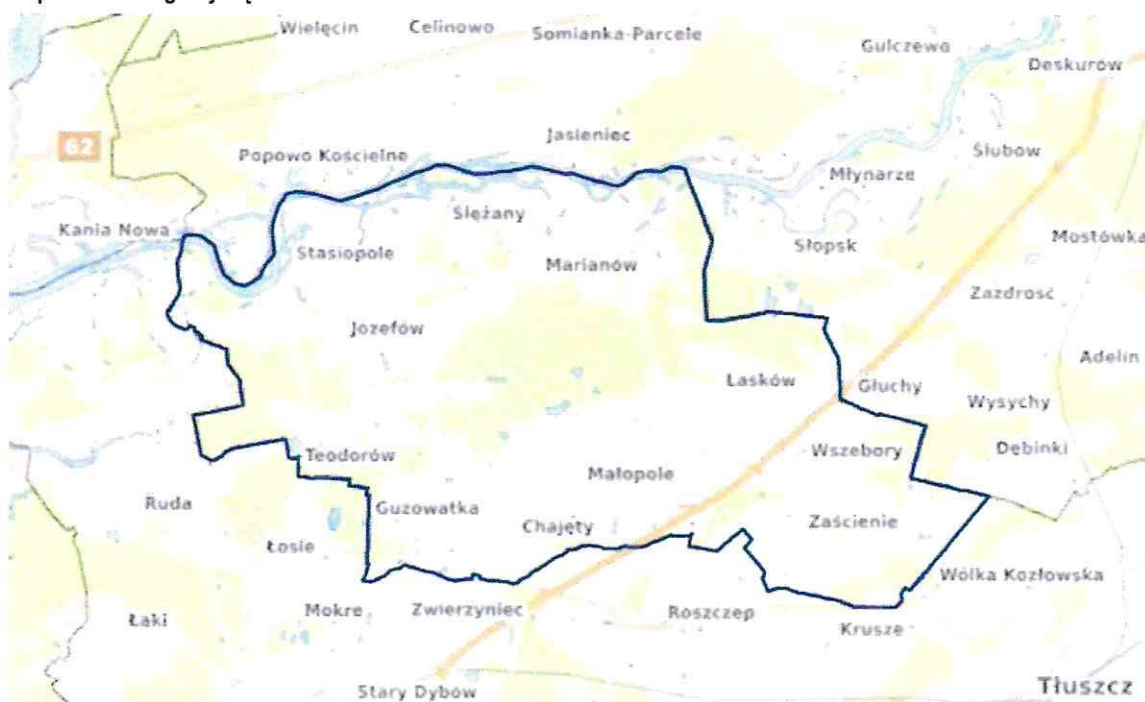 Wielęcin
Celinowo
Somianka-Parcele
Gulczewo
Deskurów
62
Jasieniec
Popowo Kościelne
Ślubów
Młynarze
Kania Nowa
Ślężany
Stasiopole
Słopsk
Mostówka
Marianów
Zazdrość
Józefów
Adelin
Łasków
Głuchy
Wysychy
Teodorów
Wszebory
Dębinki
Małopole
Ruda
Guzowatka
Chajęty
Zaścienie
Łosie
Wólka Kozłowska
Mokre
Zwierzyniec
Roszczep
Łaki
Krusze
Stary Dybów
Tłuszcz